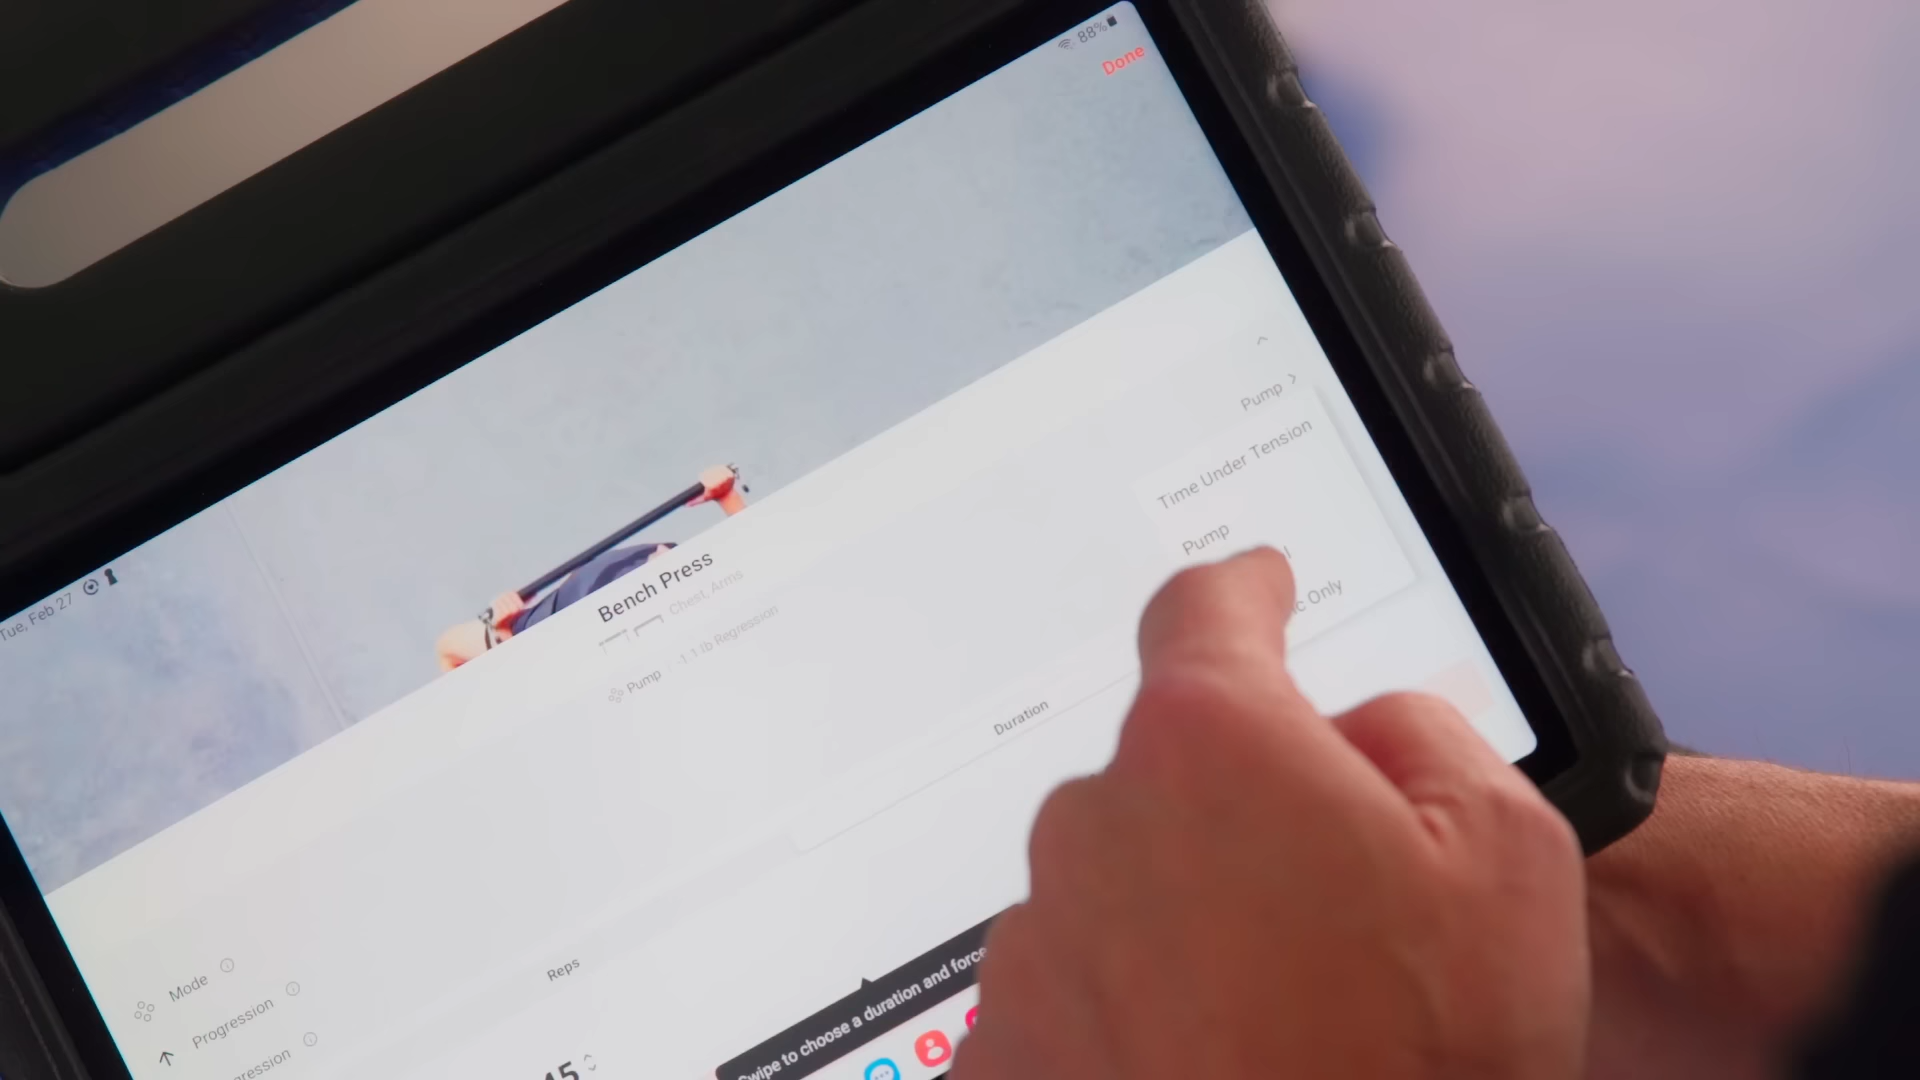 88%
Done
Tue, Feb 27
Pump
Time Under Tension
Pump
Only
Bench Press
Chest, Arms
Pump
1.1 lb Regression
Duration
Reps
Mode
Progression
Swipe to choose a duration and force